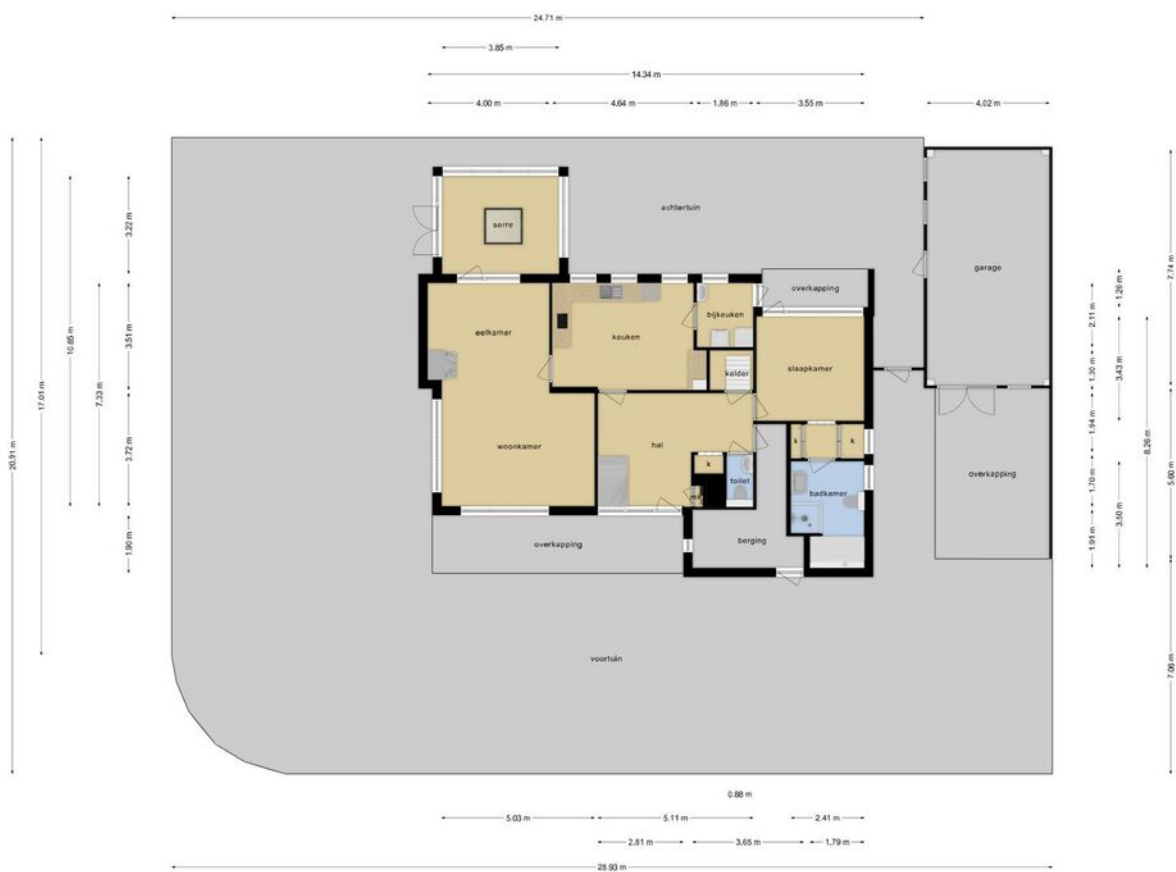 24.71 m
3.85 m
14.34 m
4.00 m
4.64 m
1.86 m
3.55 m
4.02 m
20.91 m
17.01 m
10.85 m
7.33 m
3.22 m
3.51 m
3.72 m
1.90 m
serre
achtertuin
garage
overkapping
eetkamer
keuken
bijkeuken
kelder
slaapkamer
woonkamer
hal
k
k
k
toilet
mk
badkamer
overkapping
overkapping
berging
voortuin
2.11 m
1.30 m
1.94 m
1.70 m
1.91 m
1.26 m
3.43 m
3.50 m
8.26 m
7.74 m
5.60 m
7.06 m
0.88 m
5.03 m
5.11 m
2.41 m
2.81 m
3.65 m
1.79 m
28.93 m